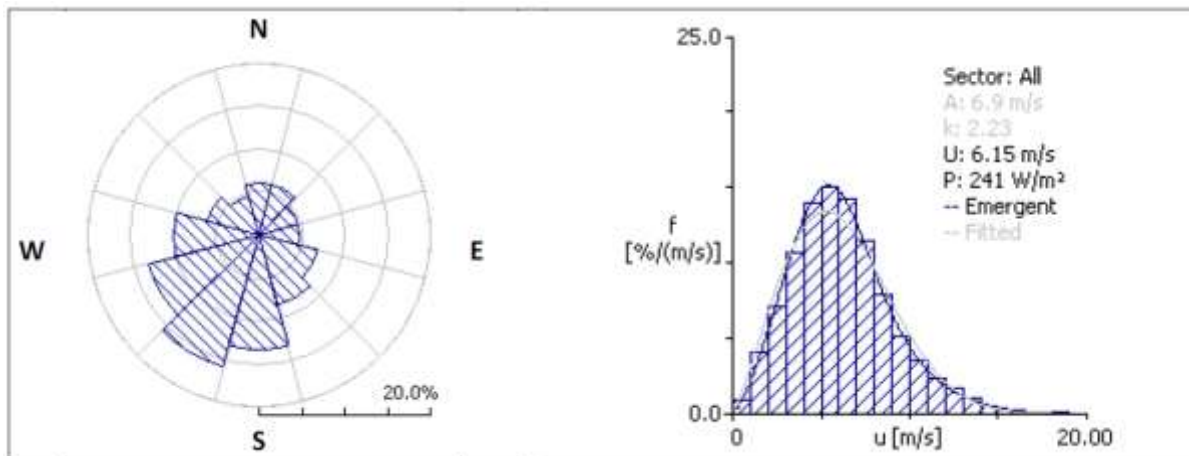 N
W
E
S
20.0%
25.0
f
[%/(m/s)]
0.0
0
u [m/s]
20.00
Sector: All
A: 6.9 m/s
k: 2.23
U: 6.15 m/s
P: 241 W/m²
-- Emergent
-- Fitted